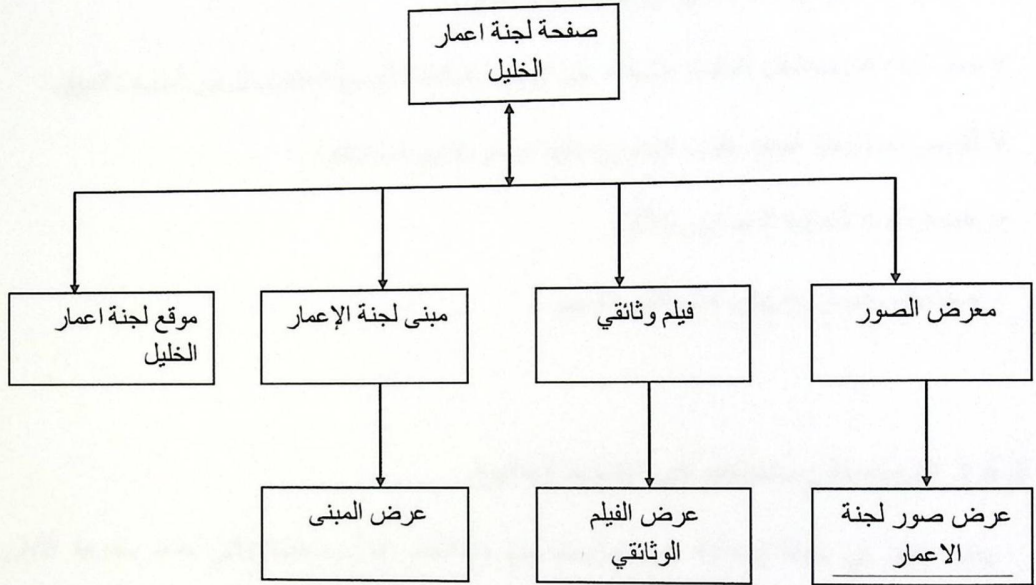 صفحة لجنة اعمار
الخليل
معرض الصور
فيلم وثائقي
مبنى لجنة الإعمار
موقع لجنة اعمار
الخليل
عرض صور لجنة
الاعمار
عرض الفيلم
الوثائقي
عرض المبنى